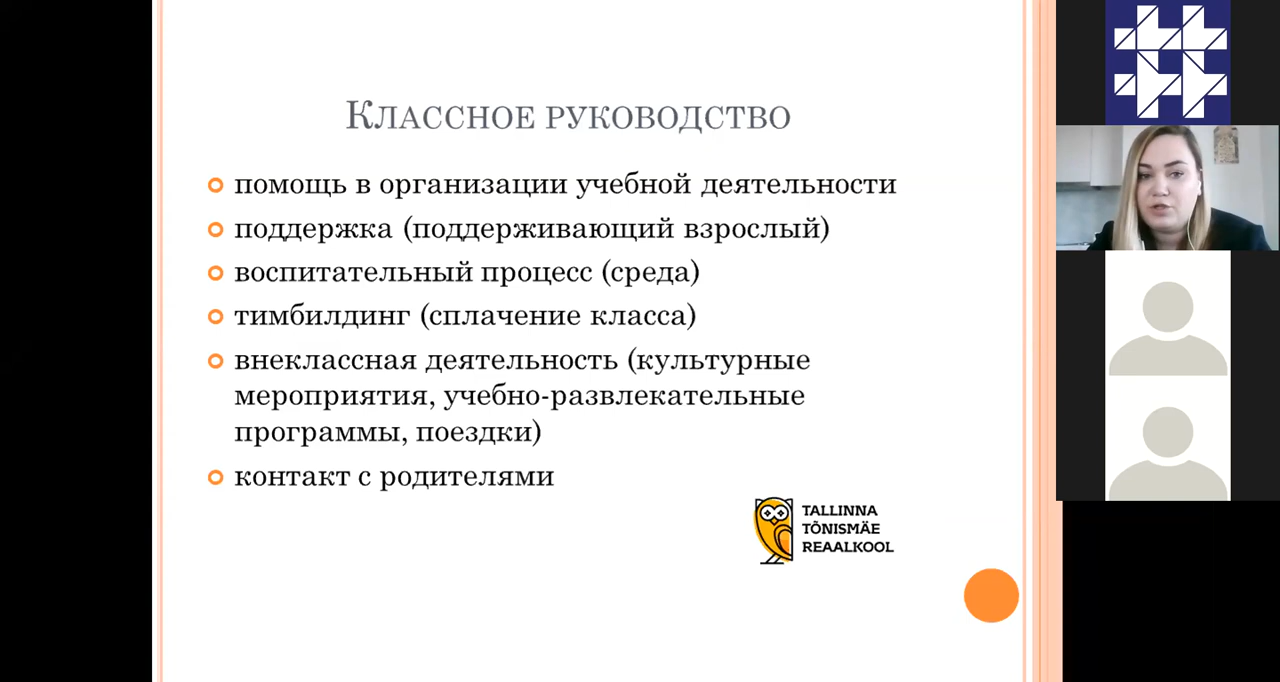 Классное руководство
помощь в организации учебной деятельности
поддержка (поддерживающий взрослый)
воспитательный процесс (среда)
тимбилдинг (сплачение класса)
внеклассная деятельность (культурные
мероприятия, учебно-развлекательные
программы, поездки)
контакт с родителями
TALLINNA
TÕNISMÄE
REAALKOOL